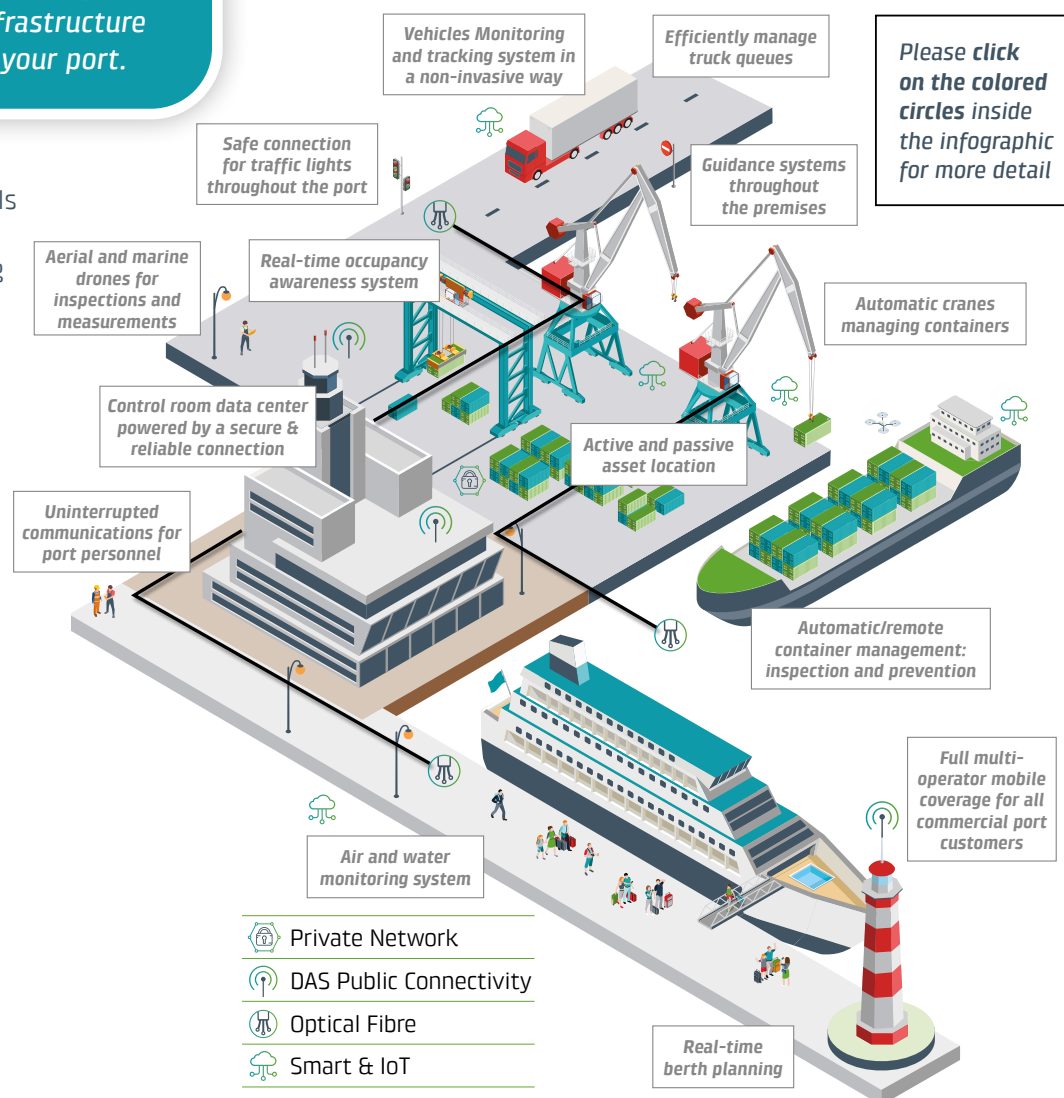 frastructure
your port.
Vehicles Monitoring
and tracking system in
a non-invasive way
Efficiently manage
truck queues
Please click
on the colored
circles inside
the infographic
for more detail
Safe connection
for traffic lights
throughout the port
Guidance systems
throughout
the premises
ls
g
Aerial and marine
drones for
inspections and
measurements
Real-time occupancy
awareness system
Automatic cranes
managing containers
Control room data center
powered by a secure &
reliable connection
Active and passive
asset location
Uninterrupted
communications for
port personnel
Automatic/remote
container management:
inspection and prevention
Full multi-
operator mobile
coverage for all
commercial port
customers
Air and water
monitoring system
Private Network
DAS Public Connectivity
Optical Fibre
Smart & IoT
Real-time
berth planning